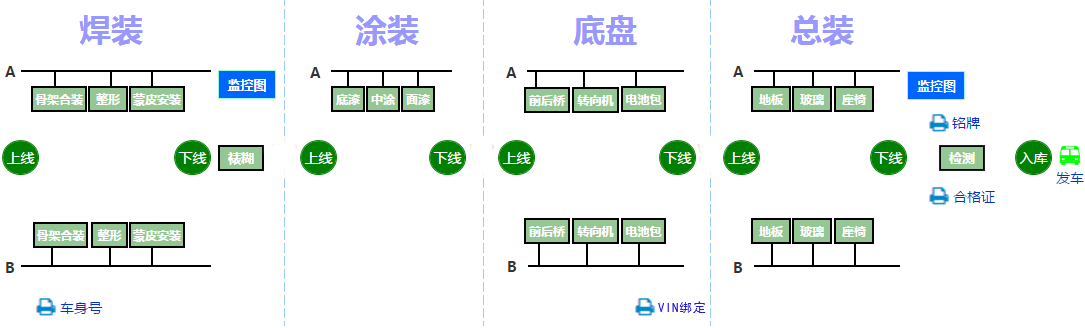 焊装
涂装
底盘
总装
A
A
A
A
骨架合装 整形 蒙皮安装
监控图
底漆 中涂 面漆
前后桥 转向机 电池包
地板 玻璃 座椅
监控图
铭牌
上线
下线
裱糊
上线
下线
上线
下线
上线
下线
检测
入库
发车
合格证
骨架合装 整形 蒙皮安装
前后桥 转向机 电池包
地板 玻璃 座椅
B
B
B
车身号
VIN绑定